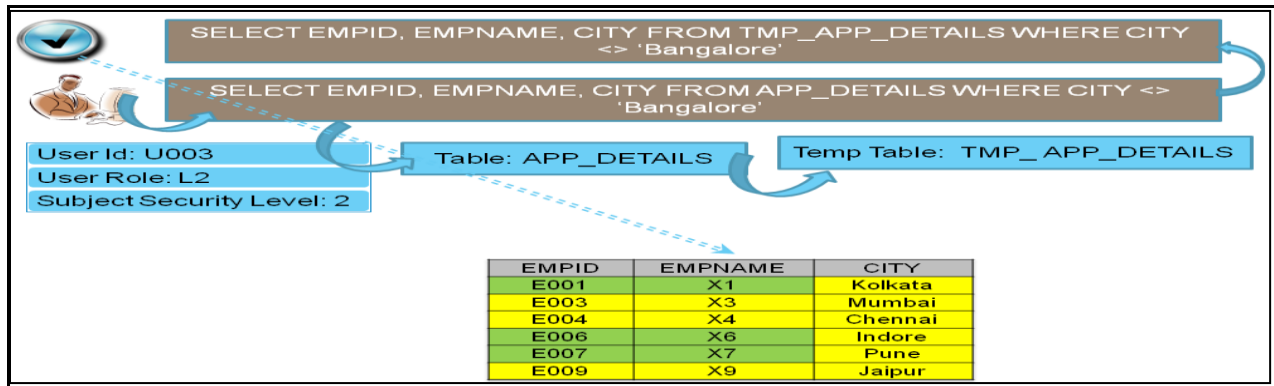 SELECT EMPID, EMPNAME, CITY FROM TMP_APP_DETAILS WHERE CITY
<> ‘Bangalore’
SELECT EMPID, EMPNAME, CITY FROM APP_DETAILS WHERE CITY <>
‘Bangalore’
User Id: U003
User Role: L2
Subject Security Level: 2
Table: APP_DETAILS
Temp Table: TMP_ APP_DETAILS
EMPID EMPNAME CITY
E001 X1 Kolkata
E003 X3 Mumbai
E004 X4 Chennai
E006 X6 Indore
E007 X7 Pune
E009 X9 Jaipur